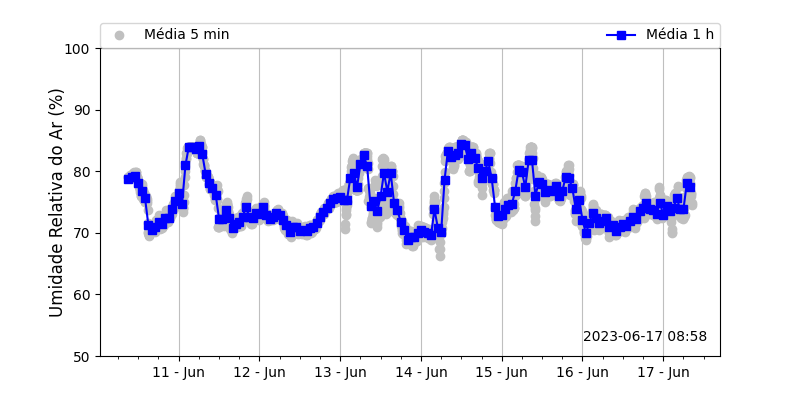 Média 5 min
Média 1 h
Umidade Relativa do Ar (%)
100
90
80
70
60
50
2023-06-17 08:58
11 - Jun
12 - Jun
13 - Jun
14 - Jun
15 - Jun
16 - Jun
17 - Jun